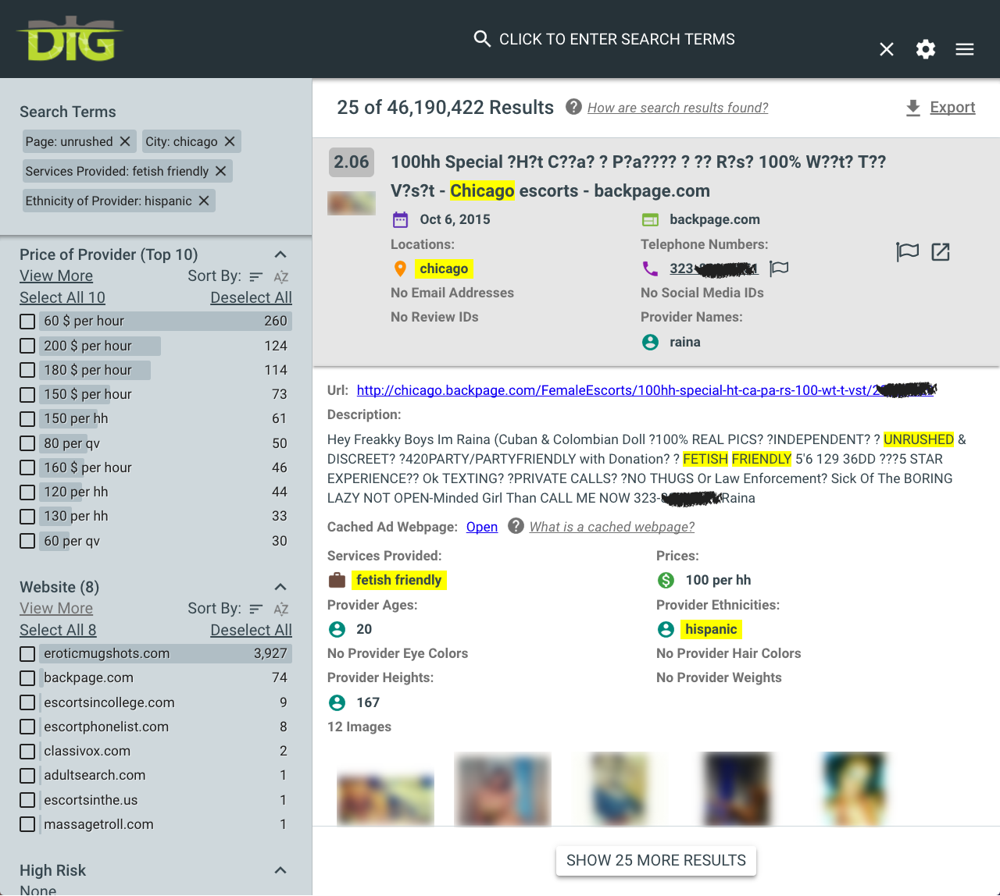 DIG
CLICK TO ENTER SEARCH TERMS
Search Terms
Page: unrushed
City: chicago
Services Provided: fetish friendly
Ethnicity of Provider: hispanic
Price of Provider (Top 10)
View More Sort By: AZ
Select All 10 Deselect All
60 $ per hour 260
200 $ per hour 124
180 $ per hour 114
150 $ per hour 73
150 per hh 61
80 per qv 50
160 $ per hour 46
120 per hh 44
130 per hh 33
60 per qv 30
Website (8)
View More Sort By: AZ
Select All 8 Deselect All
eroticmugshots.com 3,927
backpage.com 74
escortsincollege.com 9
escortphonelist.com 8
classivox.com 2
adultsearch.com 1
escortsinthe.us 1
massagetroll.com 1
High Risk
None
25 of 46,190,422 Results ? How are search results found? Export
2.06
100hh Special ?H?t C??a? ? P?a???? ? ?? R?s? 100% W??t? T??
V?s?t - Chicago escorts - backpage.com
Oct 6, 2015 backpage.com
Locations: Telephone Numbers:
chicago 323-
No Email Addresses No Social Media IDs
No Review IDs Provider Names:
raina
Url: http://chicago.backpage.com/FemaleEscorts/100hh-special-ht-ca-pa-rs-100-wt-t-vst/2
Description:
Hey Freakky Boys Im Raina (Cuban & Colombian Doll ?100% REAL PICS? ?INDEPENDENT? ? UNRUSHED &
DISCREET? ?420PARTY/PARTYFRIENDLY with Donation? ? FETISH FRIENDLY 5'6 129 36DD ???5 STAR
EXPERIENCE?? Ok TEXTING? ?PRIVATE CALLS? ?NO THUGS Or Law Enforcement? Sick Of The BORING
LAZY NOT OPEN-Minded Girl Than CALL ME NOW 323- Raina
Cached Ad Webpage: Open ? What is a cached webpage?
Services Provided: Prices:
fetish friendly $ 100 per hh
Provider Ages: Provider Ethnicities:
20 hispanic
No Provider Eye Colors No Provider Hair Colors
Provider Heights: No Provider Weights
167
12 Images
SHOW 25 MORE RESULTS